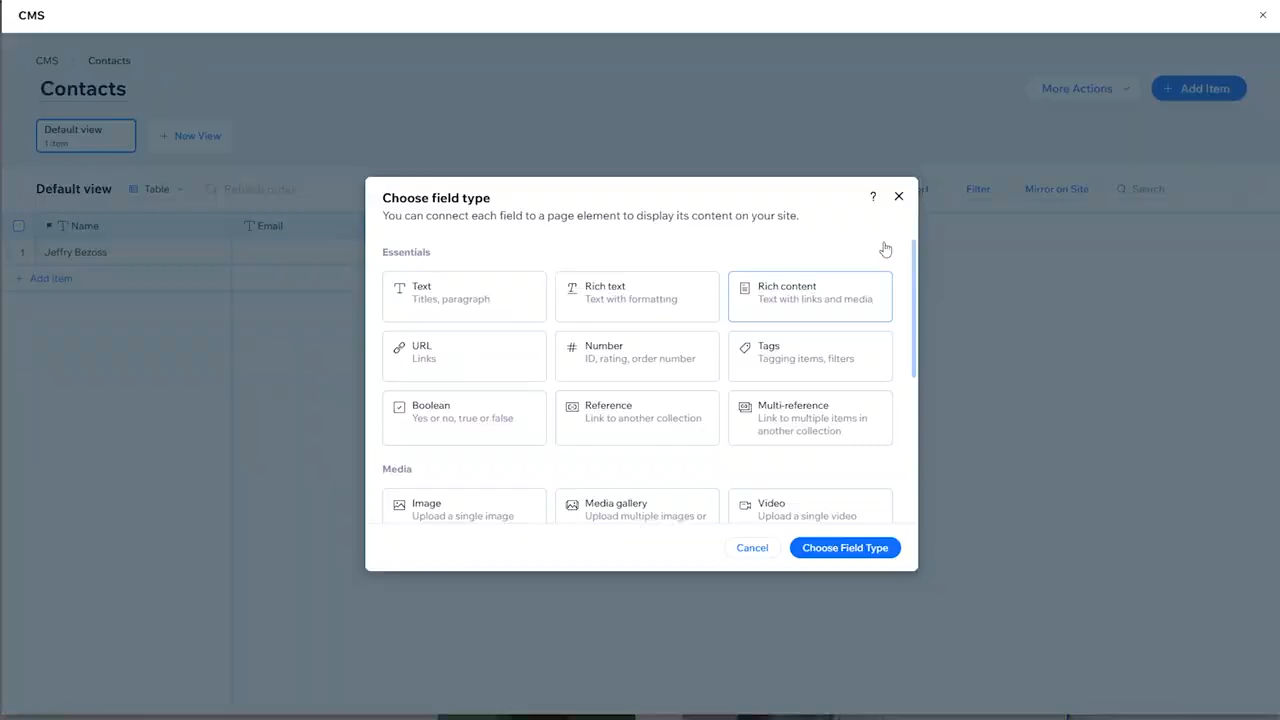 CMS
CMS
Contacts
Contacts
More Actions
+ Add Item
Default view
1 item
+ New View
Default view
Table
Filter
Mirror on Site
Search
Name
Email
1
Jeffry Bezoss
+ Add Item
Choose field type
?
You can connect each field to a page element to display its content on your site.
Essentials
Text
Titles, paragraph
Rich text
Text with formatting
Rich content
Text with links and media
URL
Links
Number
ID, rating, order number
Tags
Tagging items, filters
Boolean
Yes or no, true or false
Reference
Link to another collection
Multi-reference
Link to multiple items in
another collection
Media
Image
Upload a single image
Media gallery
Upload multiple images or
Video
Upload a single video
Cancel
Choose Field Type